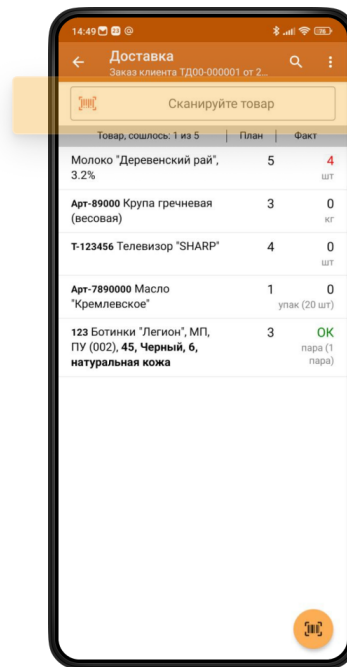 14:49
Доставка
Заказ клиента ТД00-000001 от 2...
Сканируйте товар
Товар, сошлось: 1 из 5 | План | Факт
Молоко "Деревенский рай", 3.2% 5 4
шт
Арт-89000 Крупа гречневая 3 0
(весовая) кг
Т-123456 Телевизор "SHARP" 4 0
шт
Арт-7890000 Масло 1 0
"Кремлевское" упак (20 шт)
123 Ботинки "Легион", МП, 3 ОК
ПУ (002), 45, Черный, 6, пара (1
натуральная кожа пара)